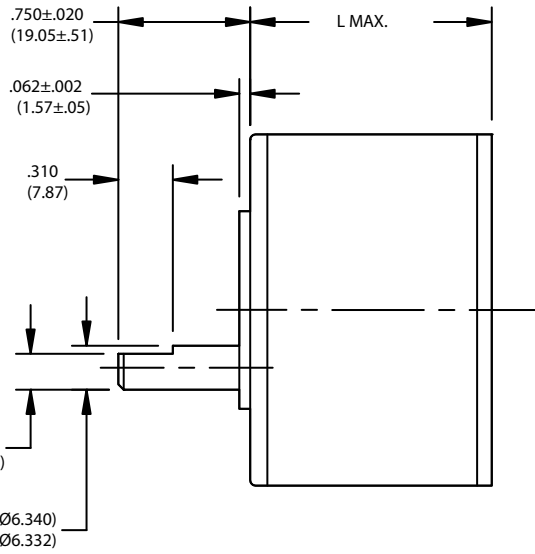 .750±.020
(19.05±.51)
L MAX.
.062±.002
(1.57±.05)
.310
(7.87)
)
Ø6.340)
Ø6.332)